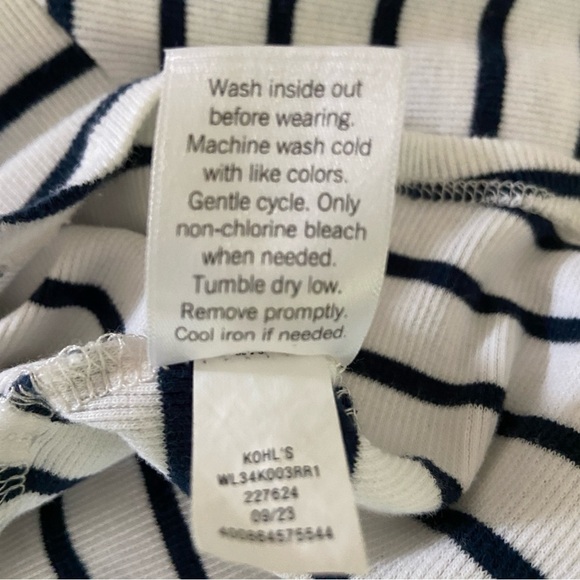 Wash inside out
before wearing.
Machine wash cold
with like colors.
Gentle cycle. Only
non-chlorine bleach
when needed.
Tumble dry low.
Remove promptly.
Cool iron if needed.
KOHL'S
WL34K003RR1
227624
09/23
400864575544